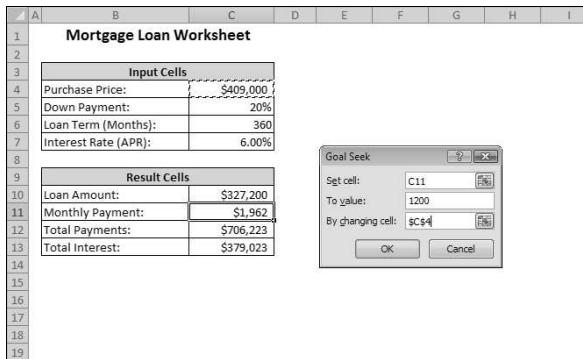 A B C D E F G H I
1 Mortgage Loan Worksheet
2
3 Input Cells
4 Purchase Price: $409,000
5 Down Payment: 20%
6 Loan Term (Months): 360
7 Interest Rate (APR): 6.00%
8
9 Result Cells
10 Loan Amount: $327,200
11 Monthly Payment: $1,962
12 Total Payments: $706,223
13 Total Interest: $379,023
14
15
16
17
18
19
Goal Seek
Set cell: C11
To value: 1200
By changing cell: $C$4
OK Cancel